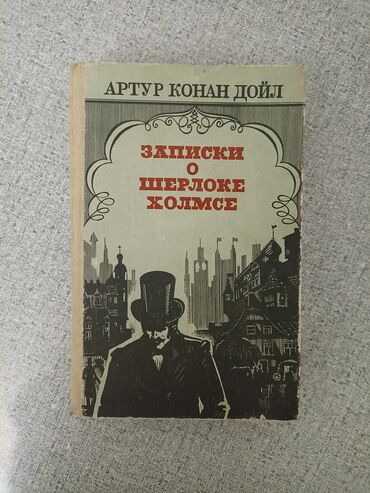 АРТУР КОНАН ДОЙЛ
ЗАПИСКИ
О
ШЕРЛОКЕ
ХОЛМСЕ